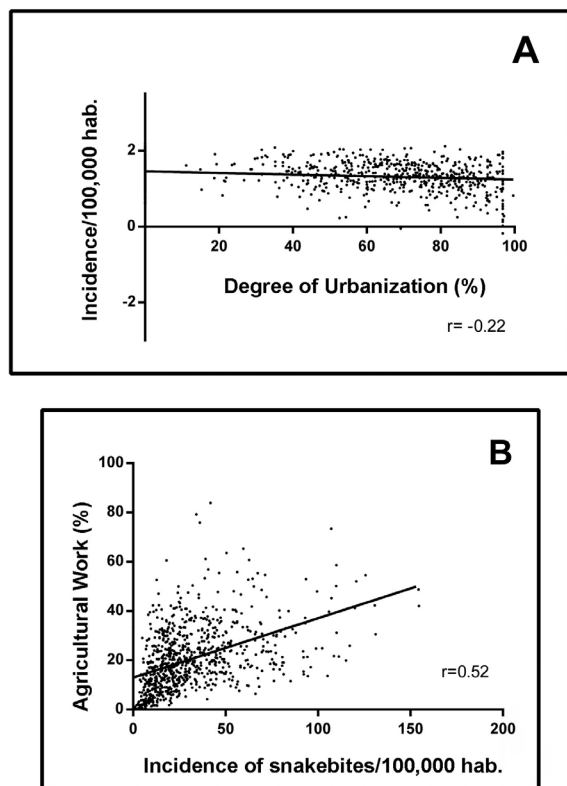 A
Incidence/100,000 hab.
2
0
-2
20 40 60 80 100
Degree of Urbanization (%)
r= -0.22
B
Agricultural Work (%)
100
80
60
40
20
0
0 50 100 150 200
r=0.52
Incidence of snakebites/100,000 hab.